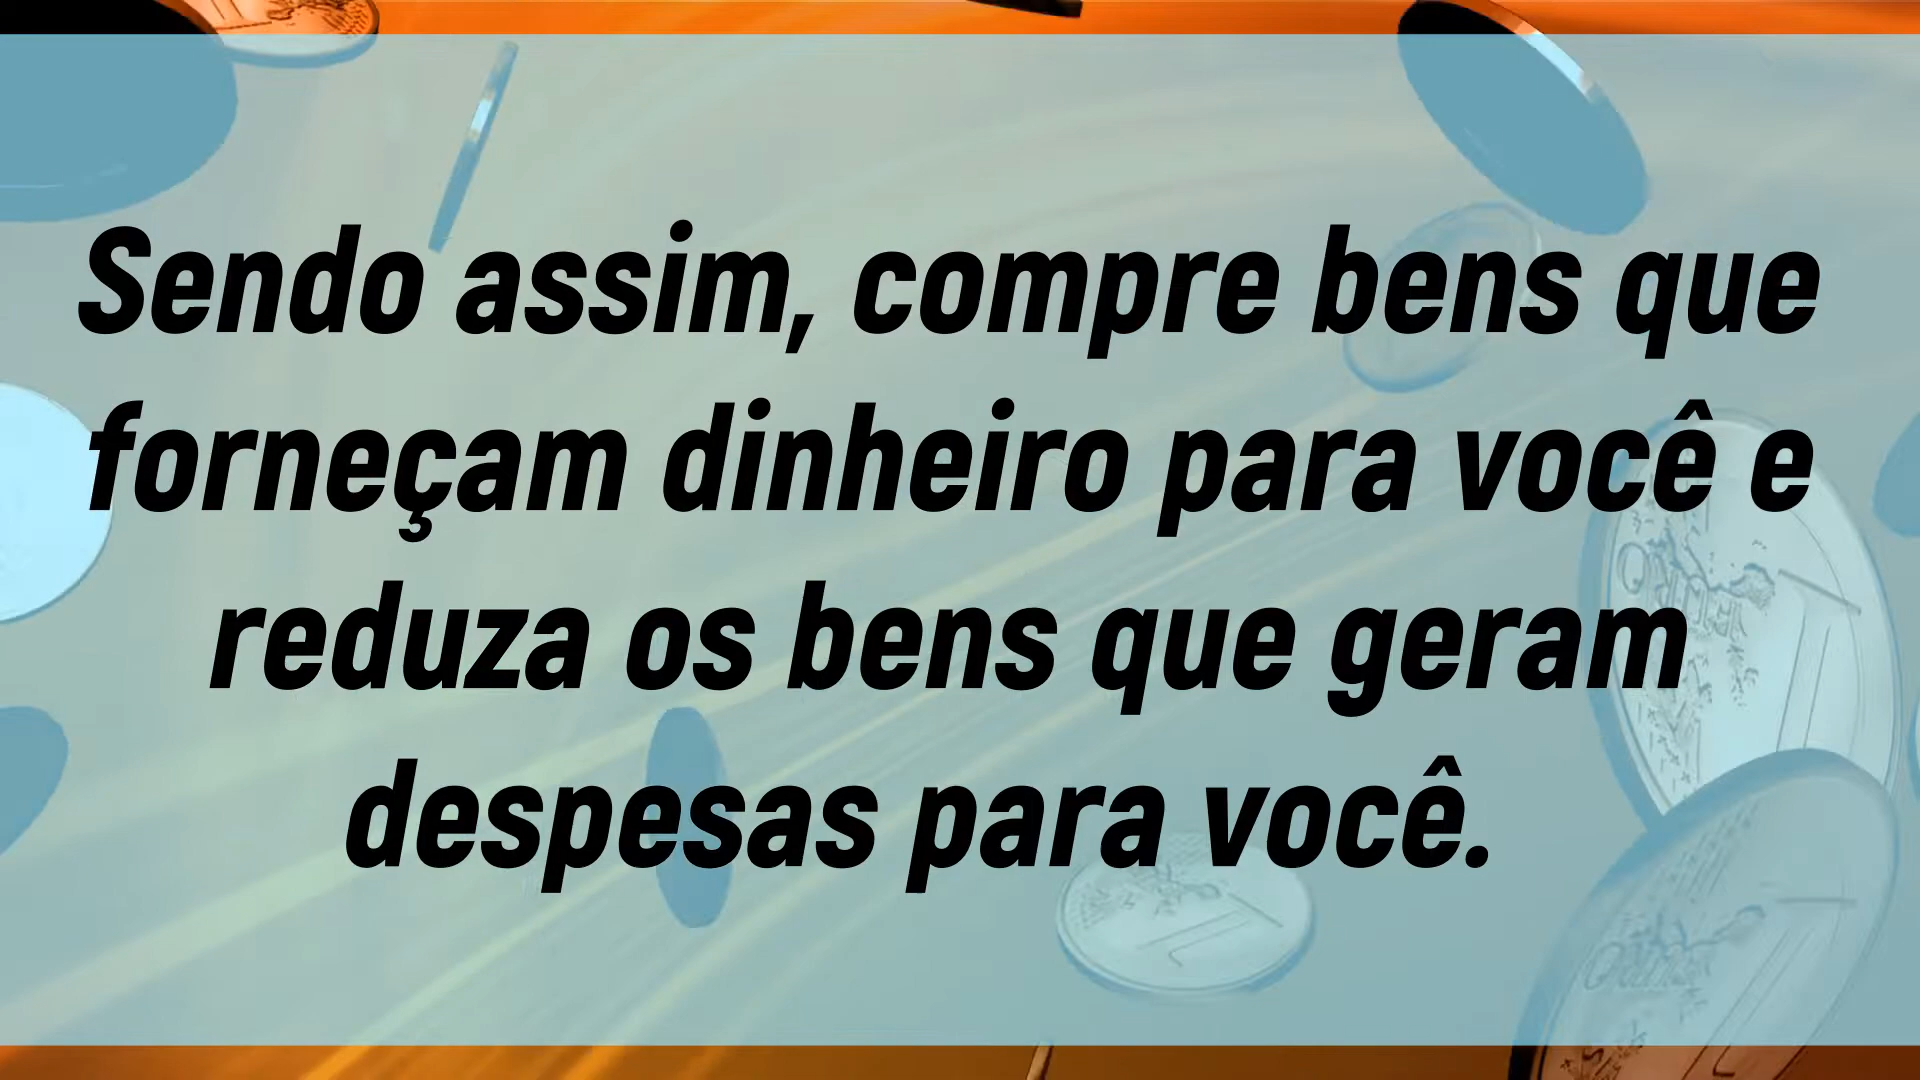 Sendo assim, compre bens que
forneçam dinheiro para você e
reduza os bens que geram
despesas para você.